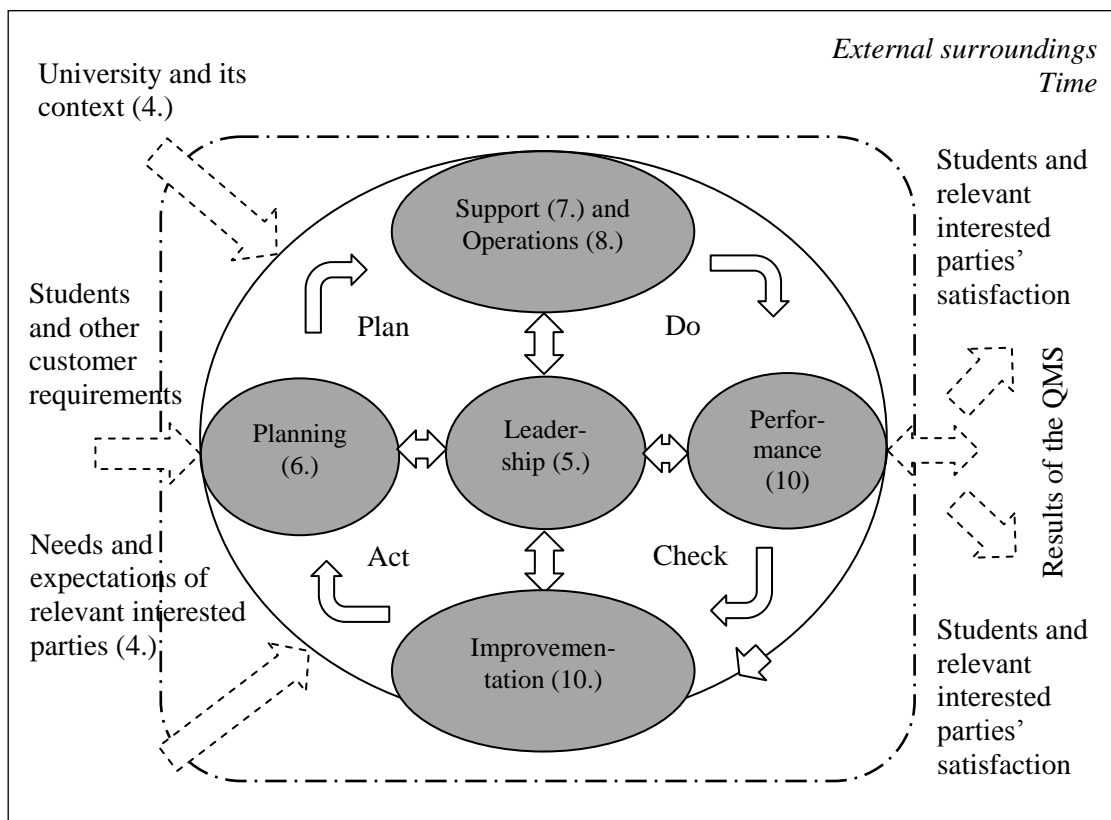 External surroundings
Time
University and its
context (4.)
Students and
relevant
interested
parties’
satisfaction
Support (7.) and
Operations (8.)
Students
and other
customer
requirements
Plan
Do
Planning
(6.)
Leader-
ship (5.)
Perfor-
mance
(10)
Results of the QMS
Needs and
expectations of
relevant interested
parties (4.)
Act
Check
Improvemen-
tation (10.)
Students and
relevant
interested
parties’
satisfaction